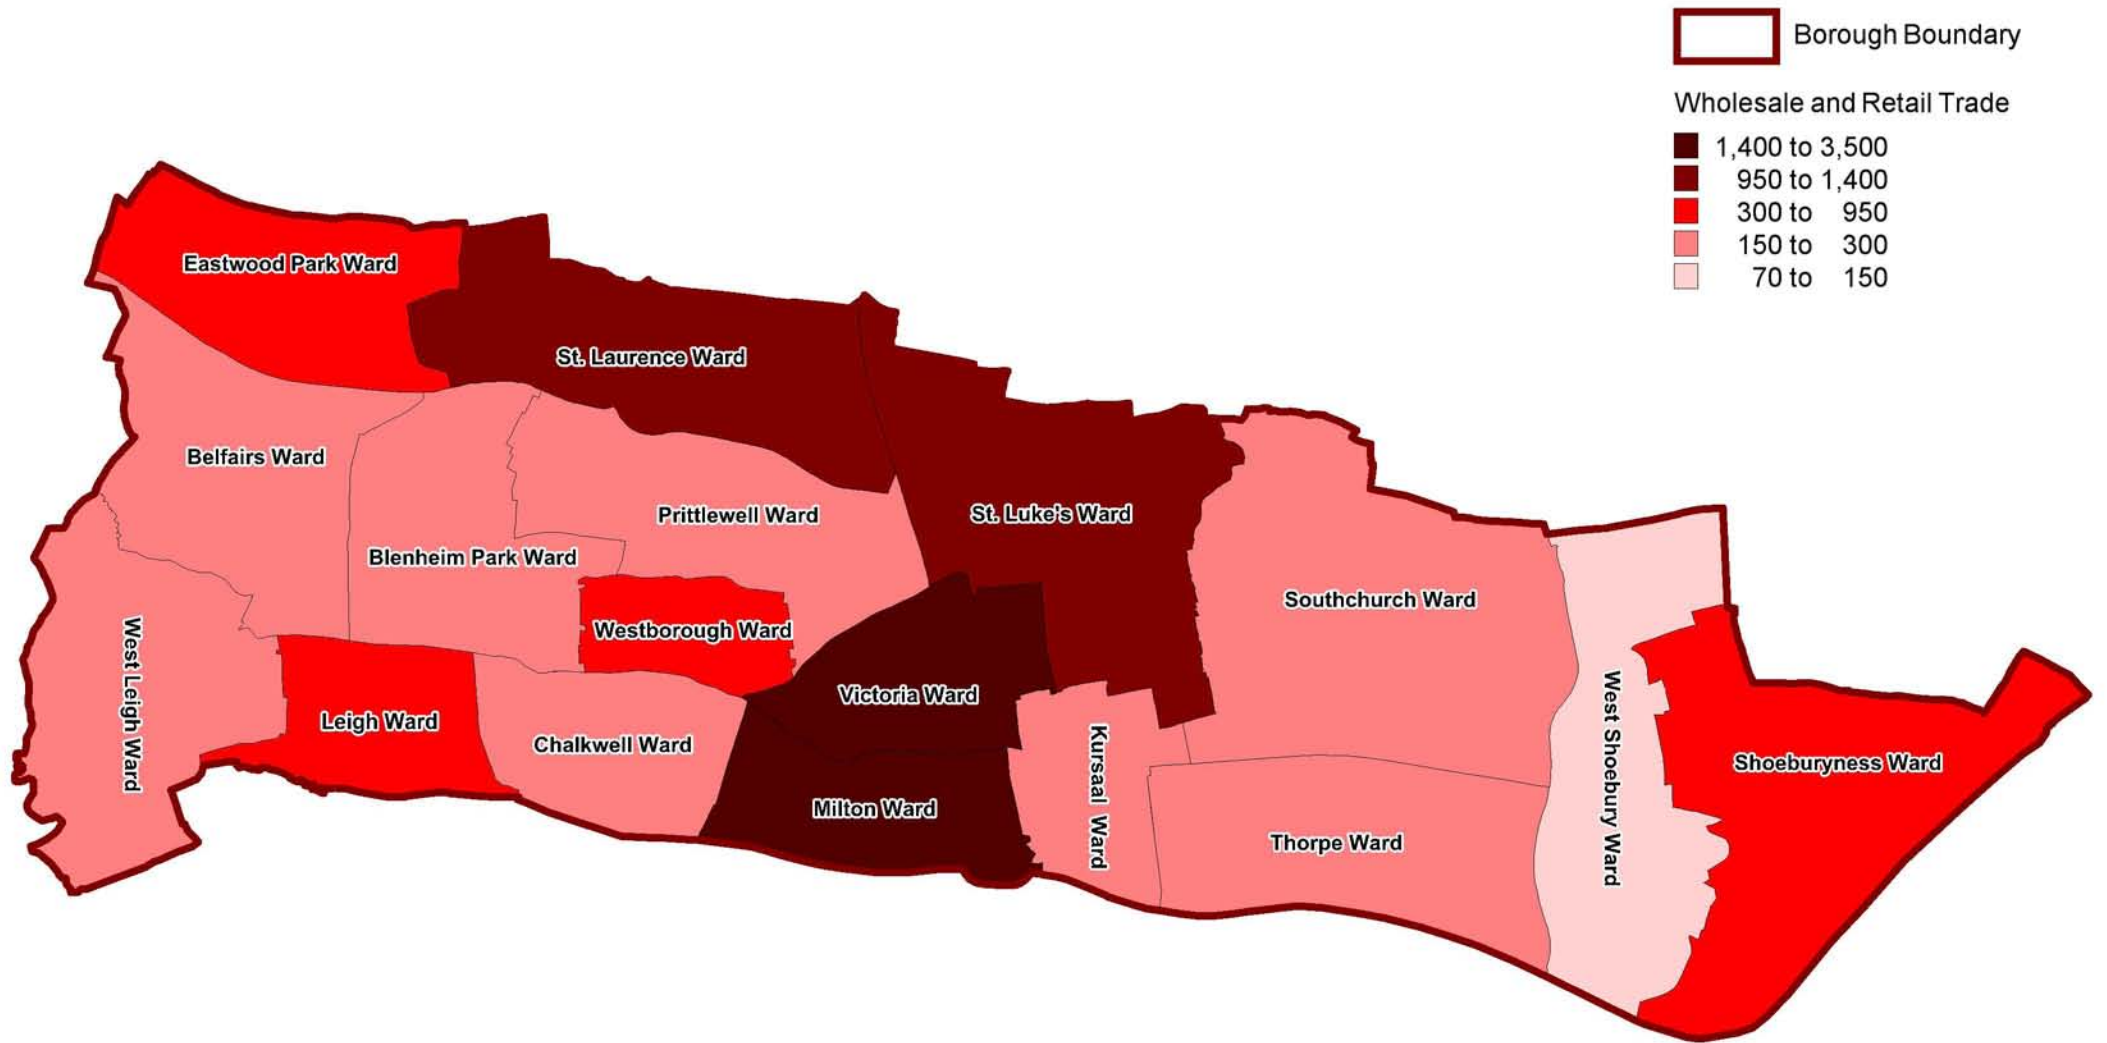 Borough Boundary
Wholesale and Retail Trade
1,400 to 3,500
950 to 1,400
300 to 950
150 to 300
70 to 150
Eastwood Park Ward
St. Laurence Ward
Belfairs Ward
Prittlewell Ward
St. Luke's Ward
Blenheim Park Ward
Southchurch Ward
Westborough Ward
West Leigh Ward
Victoria Ward
Leigh Ward
Chalkwell Ward
Kursaal Ward
West Shoebury Ward
Shoeburyness Ward
Milton Ward
Thorpe Ward